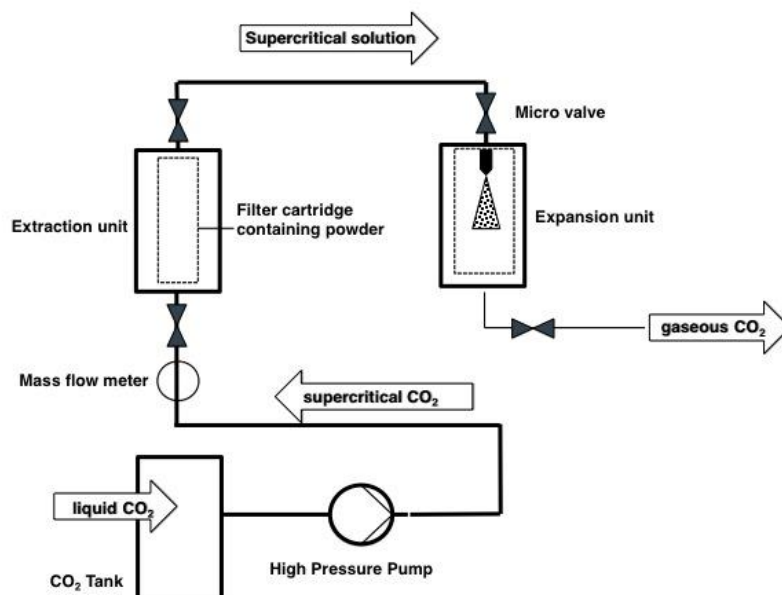 Supercritical solution
Micro valve
Extraction unit
Filter cartridge
containing powder
Expansion unit
gaseous CO₂
Mass flow meter
supercritical CO₂
liquid CO₂
High Pressure Pump
CO₂ Tank